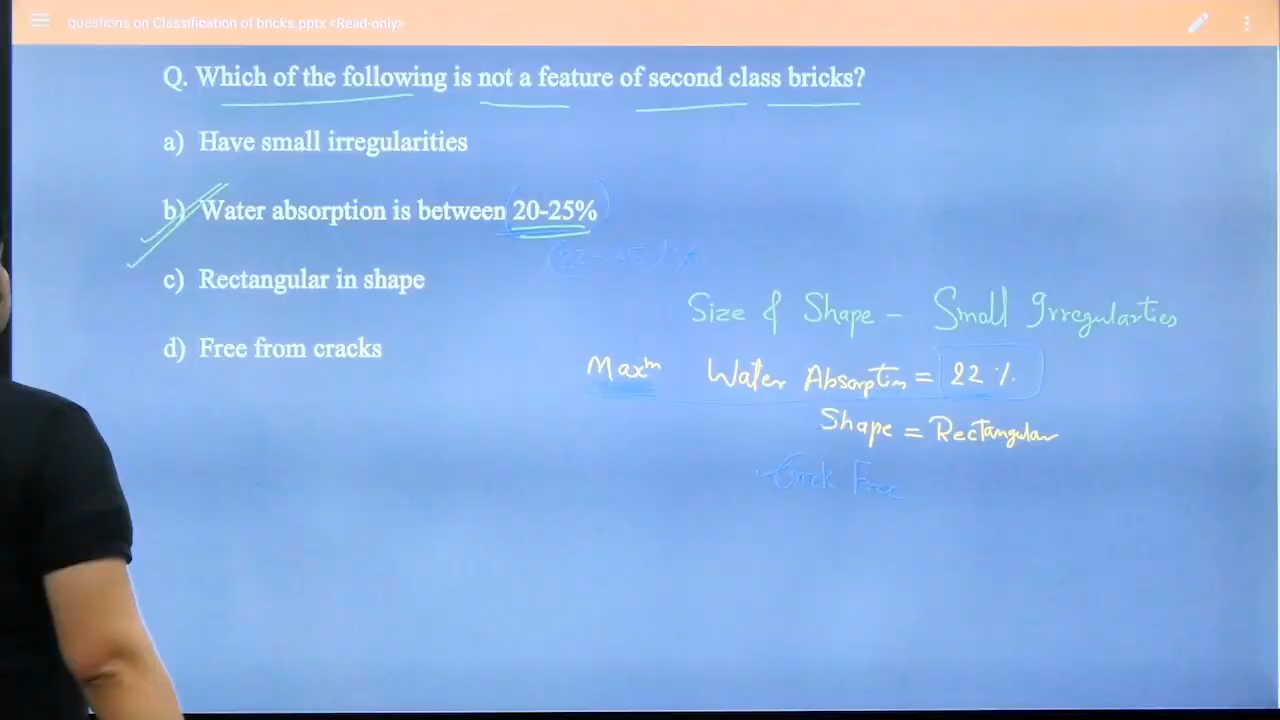 questions on Classification of bricks.pptx <Read-only>
Q. Which of the following is not a feature of second class bricks?
a) Have small irregularities
b) Water absorption is between 20-25%
c) Rectangular in shape
d) Free from cracks
Size & Shape - Small Irregularties
Maxm Water Absorption = 22 %.
Shape = Rectangular
Crack Free